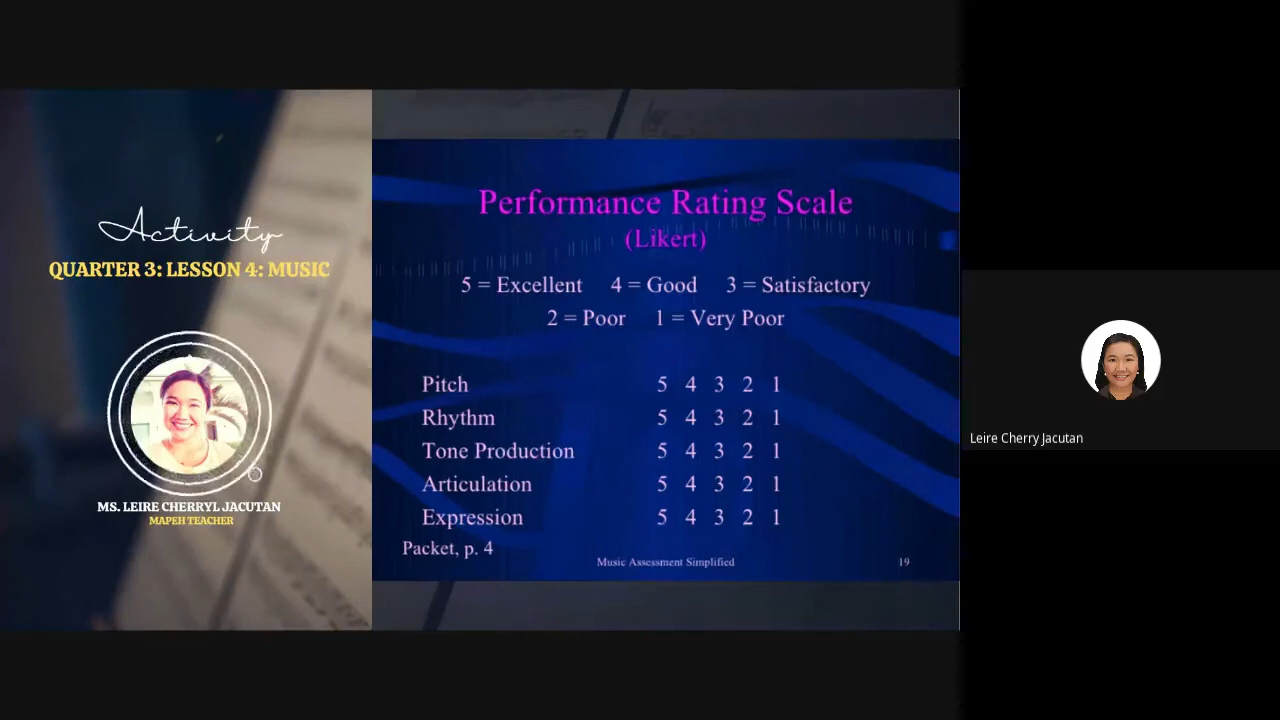 Activity
QUARTER 3: LESSON 4: MUSIC
MS. LEIRE CHERRYL JACUTAN
MAPEH TEACHER
Performance Rating Scale
(Likert)
5 = Excellent 4 = Good 3 = Satisfactory
2 = Poor 1 = Very Poor
Pitch 5 4 3 2 1
Rhythm 5 4 3 2 1
Tone Production 5 4 3 2 1
Articulation 5 4 3 2 1
Expression 5 4 3 2 1
Packet, p. 4
Music Assessment Simplified 19
Leire Cherry Jacutan